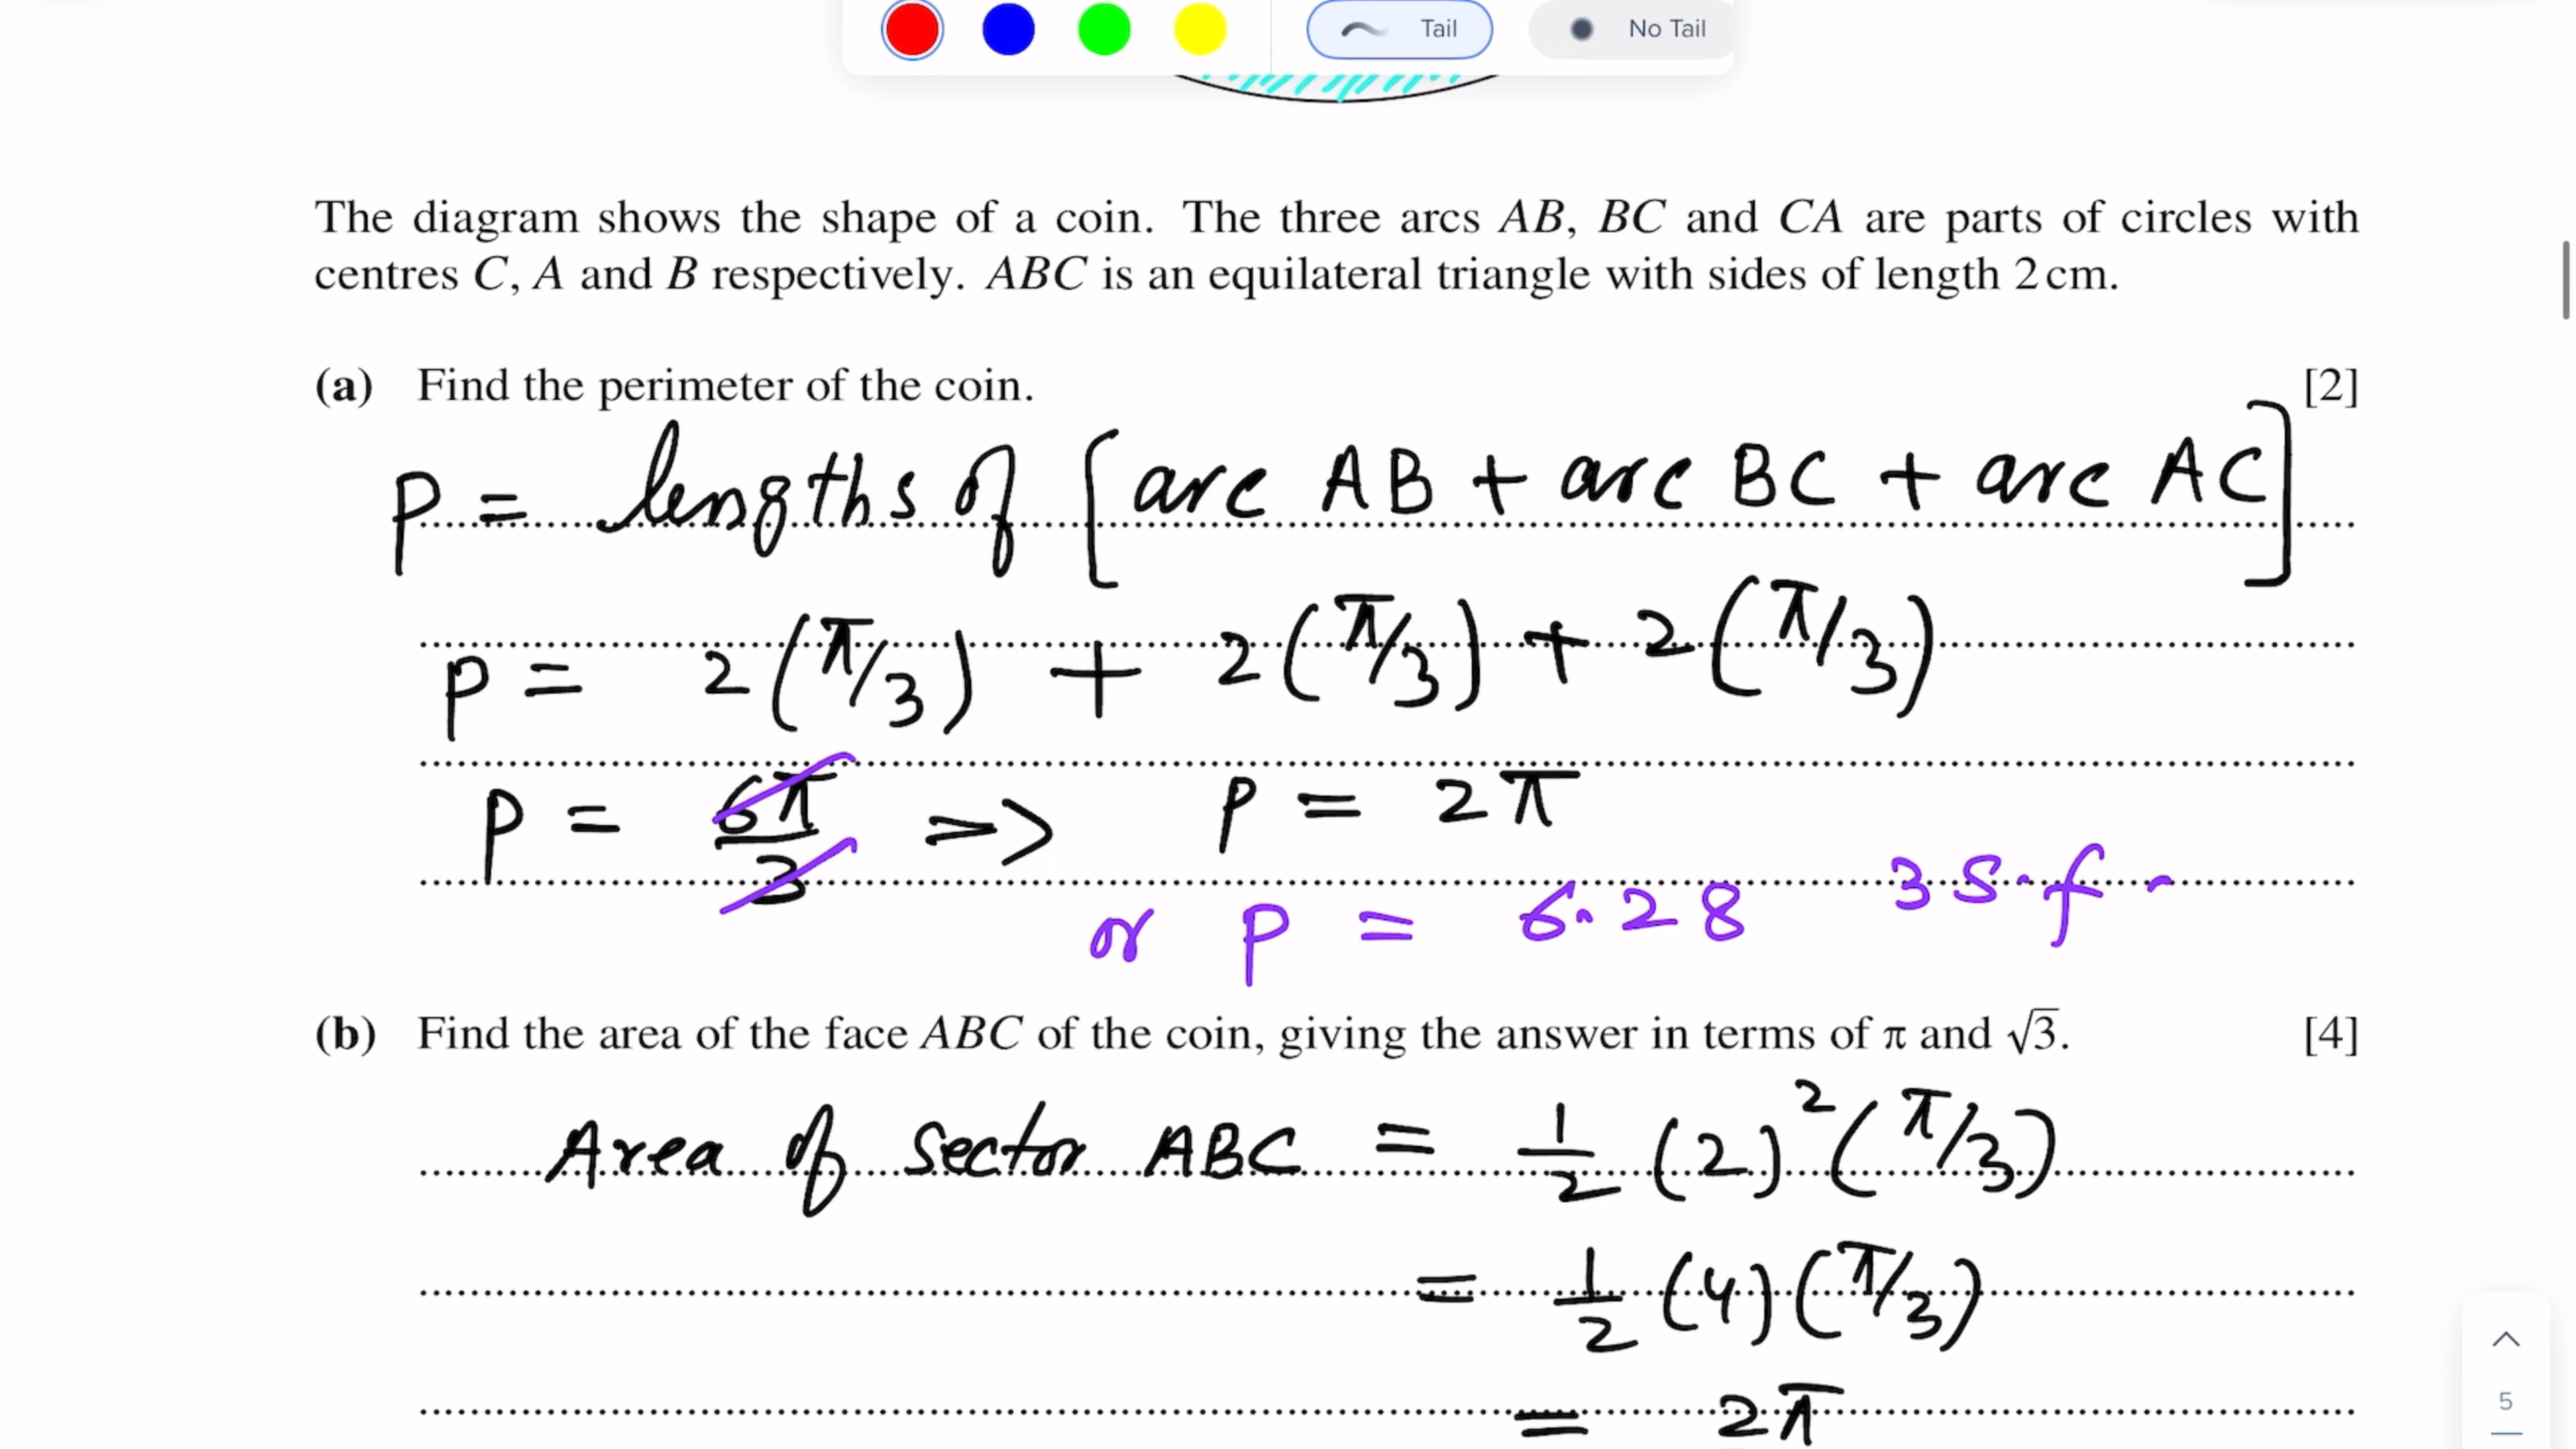 Tail No Tail
The diagram shows the shape of a coin. The three arcs AB, BC and CA are parts of circles with
centres C, A and B respectively. ABC is an equilateral triangle with sides of length 2 cm.
(a) Find the perimeter of the coin. [2]
P = lengths of [arc AB + arc BC + arc AC]
P = 2(π/3) + 2(π/3) + 2(π/3)
P = 6π/3 => P = 2π
or P = 6.28 3 s.f.
(b) Find the area of the face ABC of the coin, giving the answer in terms of π and √3. [4]
Area of sector ABC = 1/2 (2)²(π/3)
= 1/2 (4)(π/3)
= 2π
5